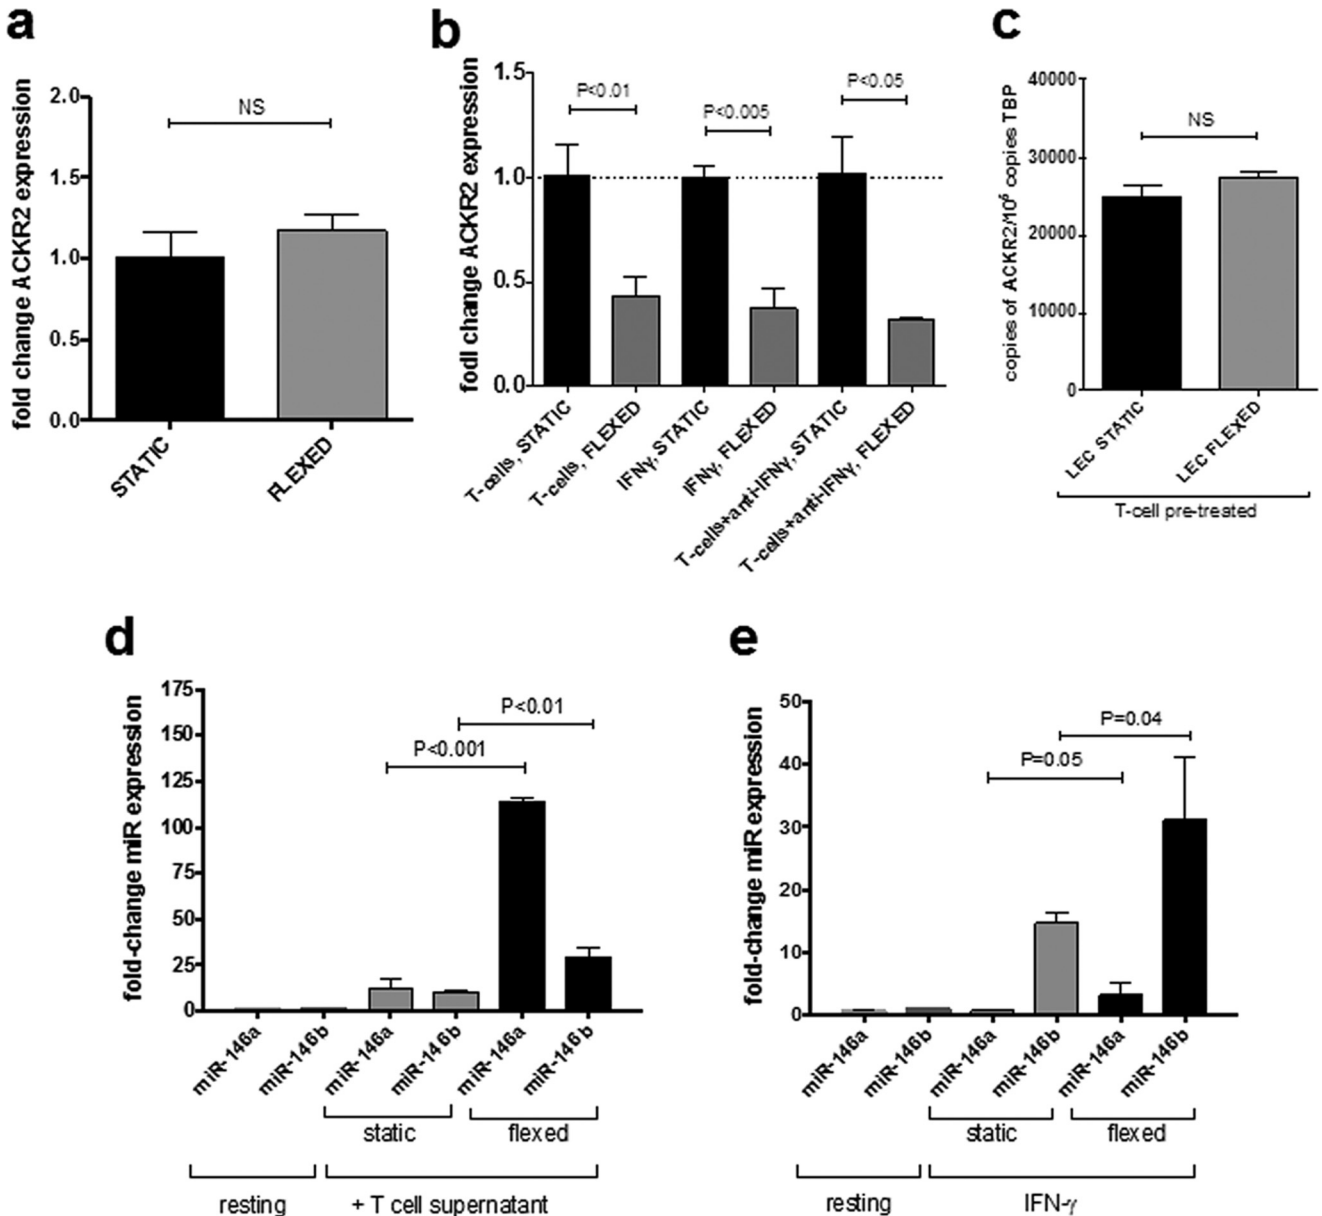 a
fold change ACKR2 expression
2.0
1.5
1.0
0.5
0.0
NS
STATIC
FLEXED
b
fodl change ACKR2 expression
1.5
1.0
0.5
0.0
P<0.01
P<0.005
P<0.05
T-cells, STATIC
T-cells, FLEXED
IFNγ, STATIC
IFNγ, FLEXED
T-cells+anti-IFNγ, STATIC
T-cells+anti-IFNγ, FLEXED
c
copies of ACKR2/10⁶ copies TBP
40000
30000
20000
10000
0
NS
LEC STATIC
LEC FLEXED
T-cell pre-treated
d
fold-change miR expression
175
150
125
100
75
50
25
0
P<0.01
P<0.001
miR-146a
miR-146b
miR-146a
miR-146b
miR-146a
miR-146b
static
flexed
resting
+ T cell supernatant
e
fold-change miR expression
50
40
30
20
10
0
P=0.04
P=0.05
miR-146a
miR-146b
miR-146a
miR-146b
miR-146a
miR-146b
static
flexed
resting
IFN-γ